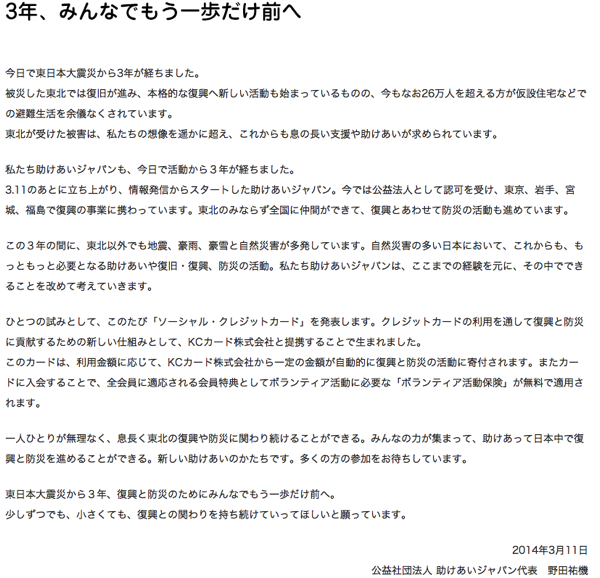 3年、みんなでもう一歩だけ前へ
今日で東日本大震災から3年が経ちました。
被災した東北では復旧が進み、本格的な復興へ新しい活動も始まっているものの、今もなお26万人を超える方が仮設住宅などで
の避難生活を余儀なくされています。
東北が受けた被害は、私たちの想像を遥かに超え、これからも息の長い支援や助けあいが求められています。
私たち助けあいジャパンも、今日で活動から３年が経ちました。
3.11のあとに立ち上がり、情報発信からスタートした助けあいジャパン。今では公益法人として認可を受け、東京、岩手、宮
城、福島で復興の事業に携わっています。東北のみならず全国に仲間ができて、復興とあわせて防災の活動も進めています。
この３年の間に、東北以外でも地震、豪雨、豪雪と自然災害が多発しています。自然災害の多い日本において、これからも、も
っともっと必要となる助けあいや復旧・復興、防災の活動。私たち助けあいジャパンは、ここまでの経験を元に、その中ででき
ることを改めて考えていきます。
ひとつの試みとして、このたび「ソーシャル・クレジットカード」を発表します。クレジットカードの利用を通して復興と防災
に貢献するための新しい仕組みとして、KCカード株式会社と提携することで生まれました。
このカードは、利用金額に応じて、KCカード株式会社から一定の金額が自動的に復興と防災の活動に寄付されます。またカー
ドに入会することで、全会員に適応される会員特典としてボランティア活動に必要な「ボランティア活動保険」が無料で適用さ
れます。
一人ひとりが無理なく、息長く東北の復興や防災に関わり続けることができる。みんなの力が集まって、助けあって日本中で復
興と防災を進めることができる。新しい助けあいのかたちです。多くの方の参加をお待ちしています。
東日本大震災から３年、復興と防災のためにみんなでもう一歩だけ前へ。
少しずつでも、小さくても、復興との関わりを持ち続けていってほしいと願っています。
2014年3月11日
公益社団法人 助けあいジャパン代表　野田祐機